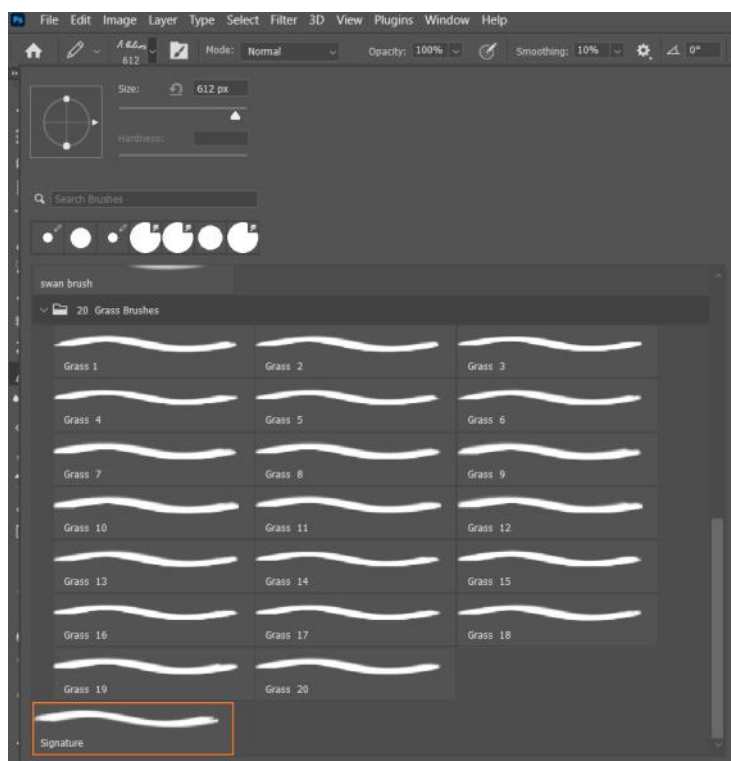 Ps File Edit Image Layer Type Select Filter 3D View Plugins Window Help
612 Mode: Normal Opacity: 100% Smoothing: 10% 0°
Size: 612 px
Hardness:
Search Brushes
swan brush
20 Grass Brushes
Grass 1 Grass 2 Grass 3
Grass 4 Grass 5 Grass 6
Grass 7 Grass 8 Grass 9
Grass 10 Grass 11 Grass 12
Grass 13 Grass 14 Grass 15
Grass 16 Grass 17 Grass 18
Grass 19 Grass 20
Signature